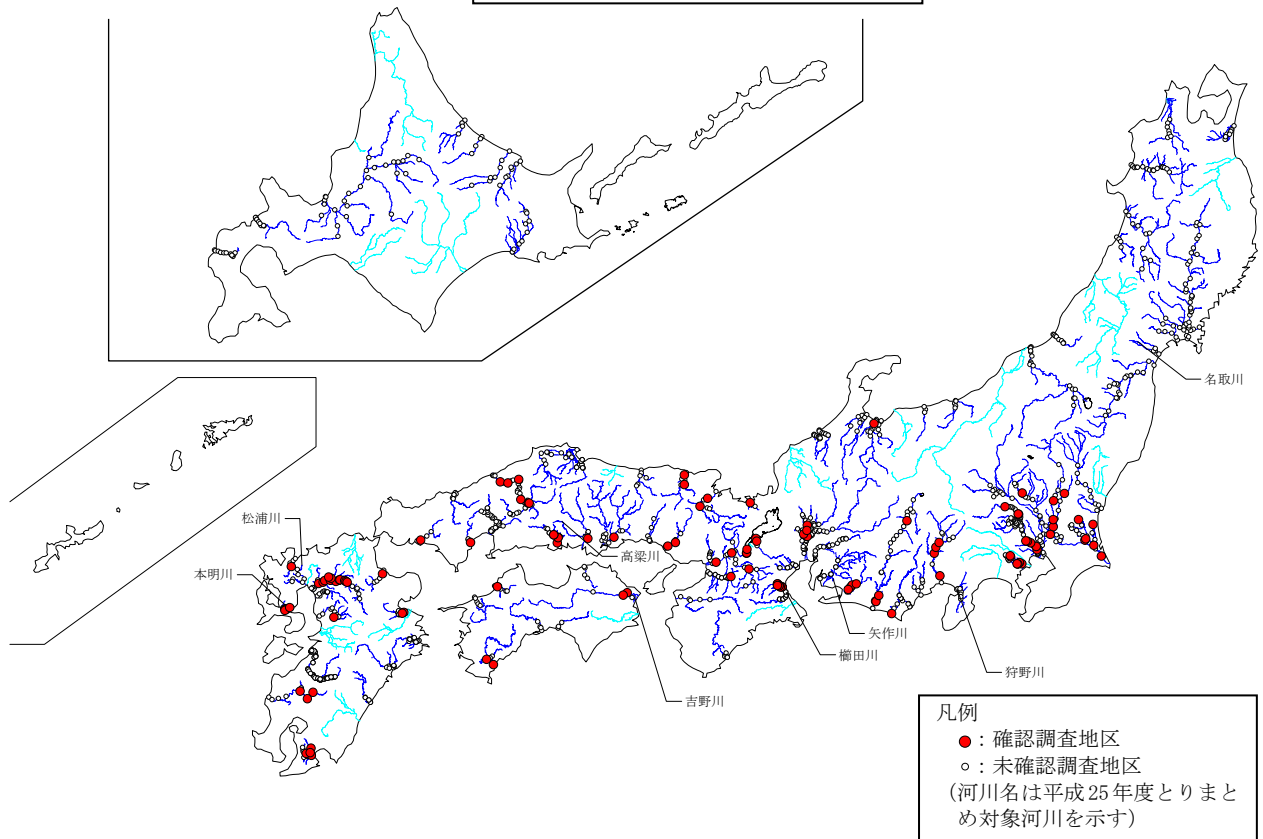 名取川
松浦川
高梁川
本明川
矢作川
櫛田川
狩野川
吉野川
凡例
●：確認調査地区
○：未確認調査地区
(河川名は平成25年度とりまと
め対象河川を示す)